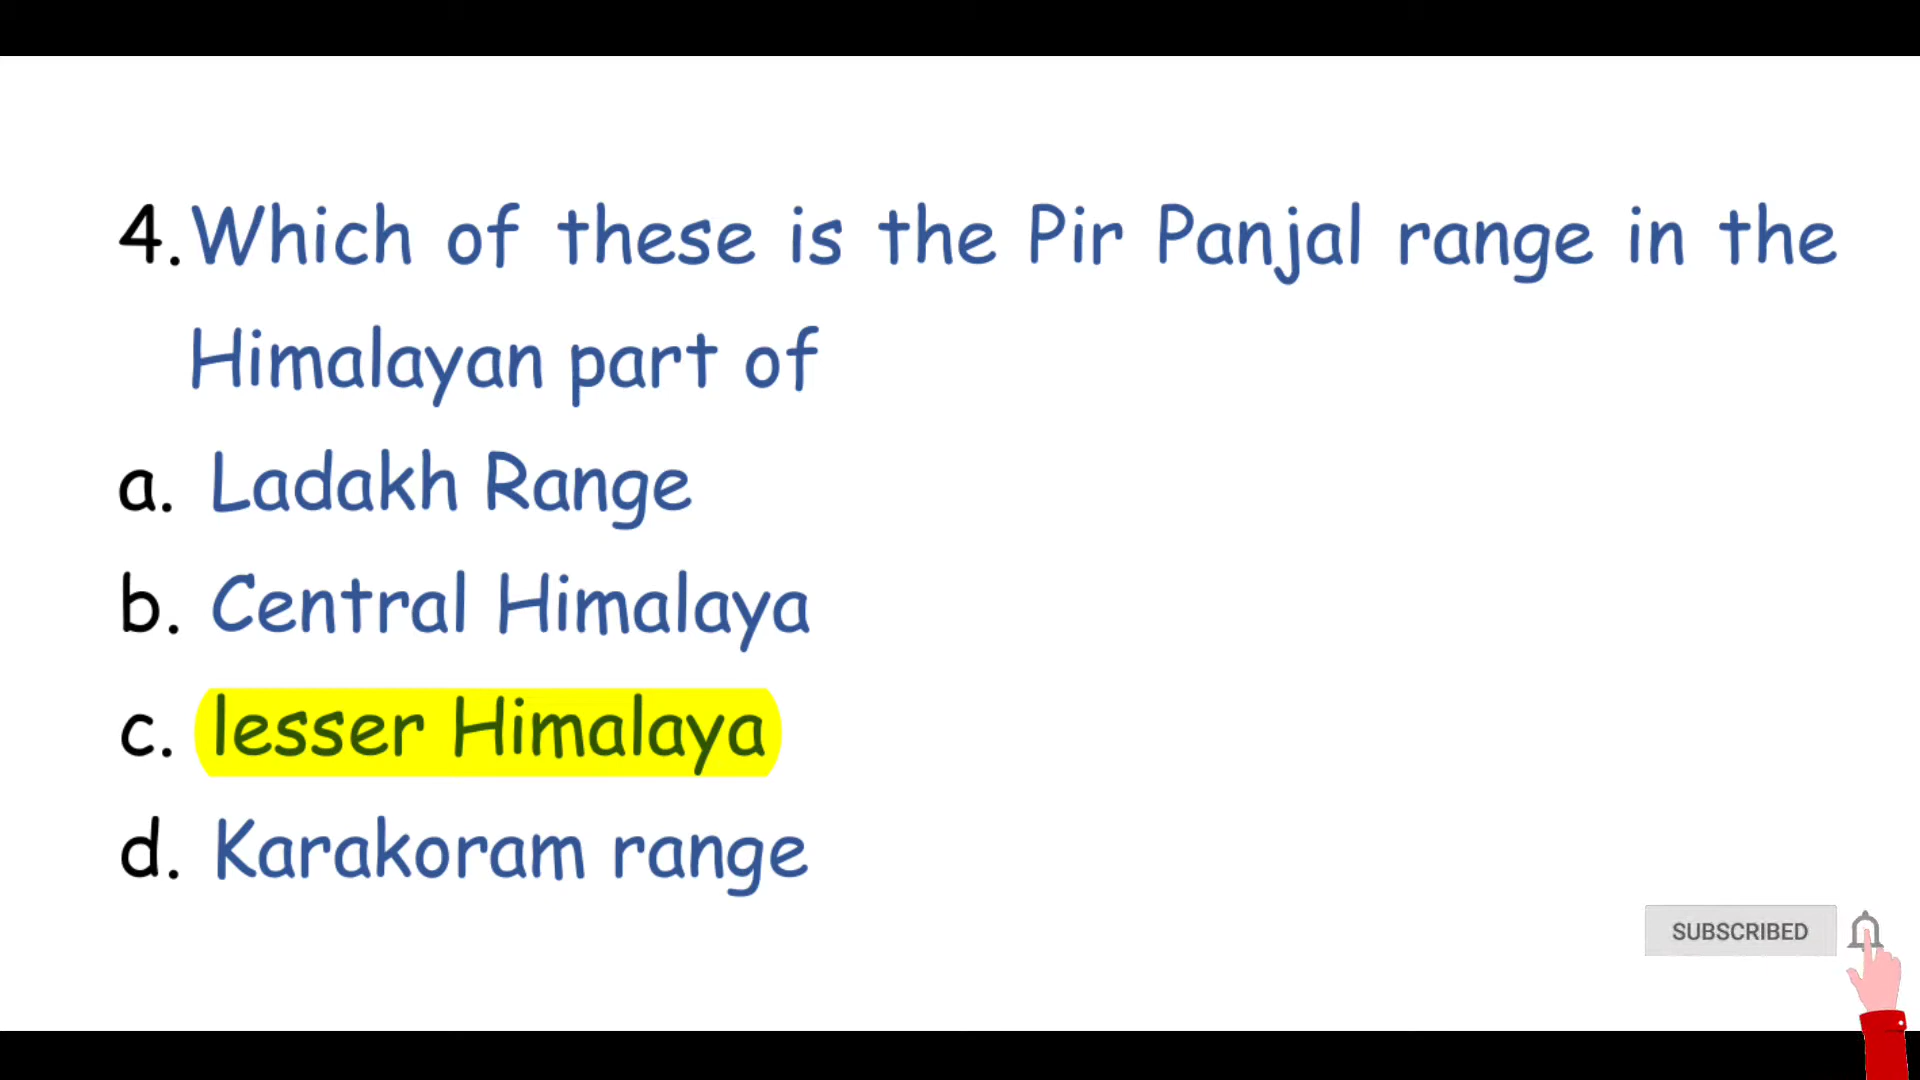 4. Which of these is the Pir Panjal range in the
Himalayan part of
a. Ladakh Range
b. Central Himalaya
c. lesser Himalaya
d. Karakoram range
SUBSCRIBED